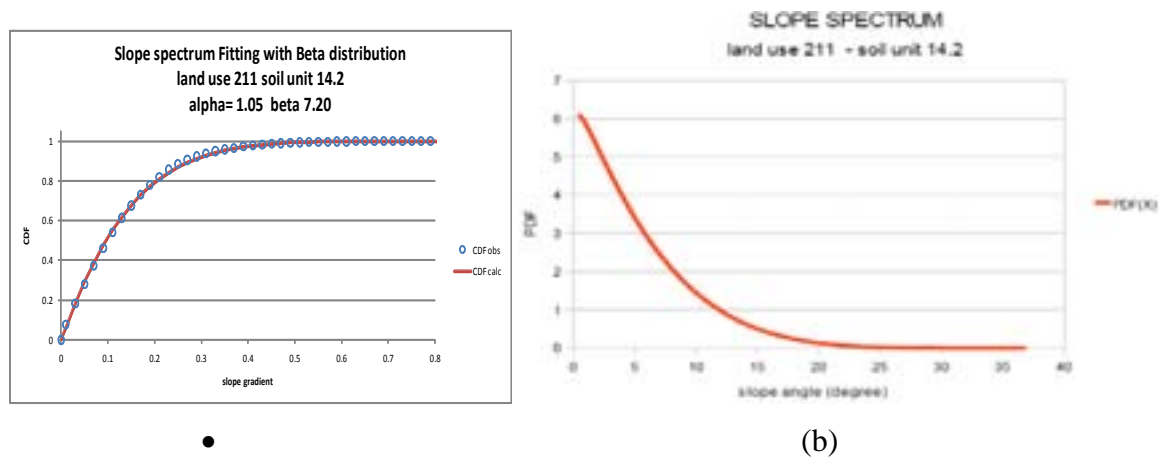 Slope spectrum Fitting with Beta distribution
land use 211 soil unit 14.2
alpha= 1.05 beta 7.20
1
0.8
0.6
0.4
0.2
0
0 0.1 0.2 0.3 0.4 0.5 0.6 0.7 0.8
CDF
slope gradient
CDFobs
CDFcalc
SLOPE SPECTRUM
land use 211 - soil unit 14.2
7
6
5
4
3
2
1
0
0 5 10 15 20 25 30 35 40
PDF
slope angle (degree)
PDF(X)
(b)